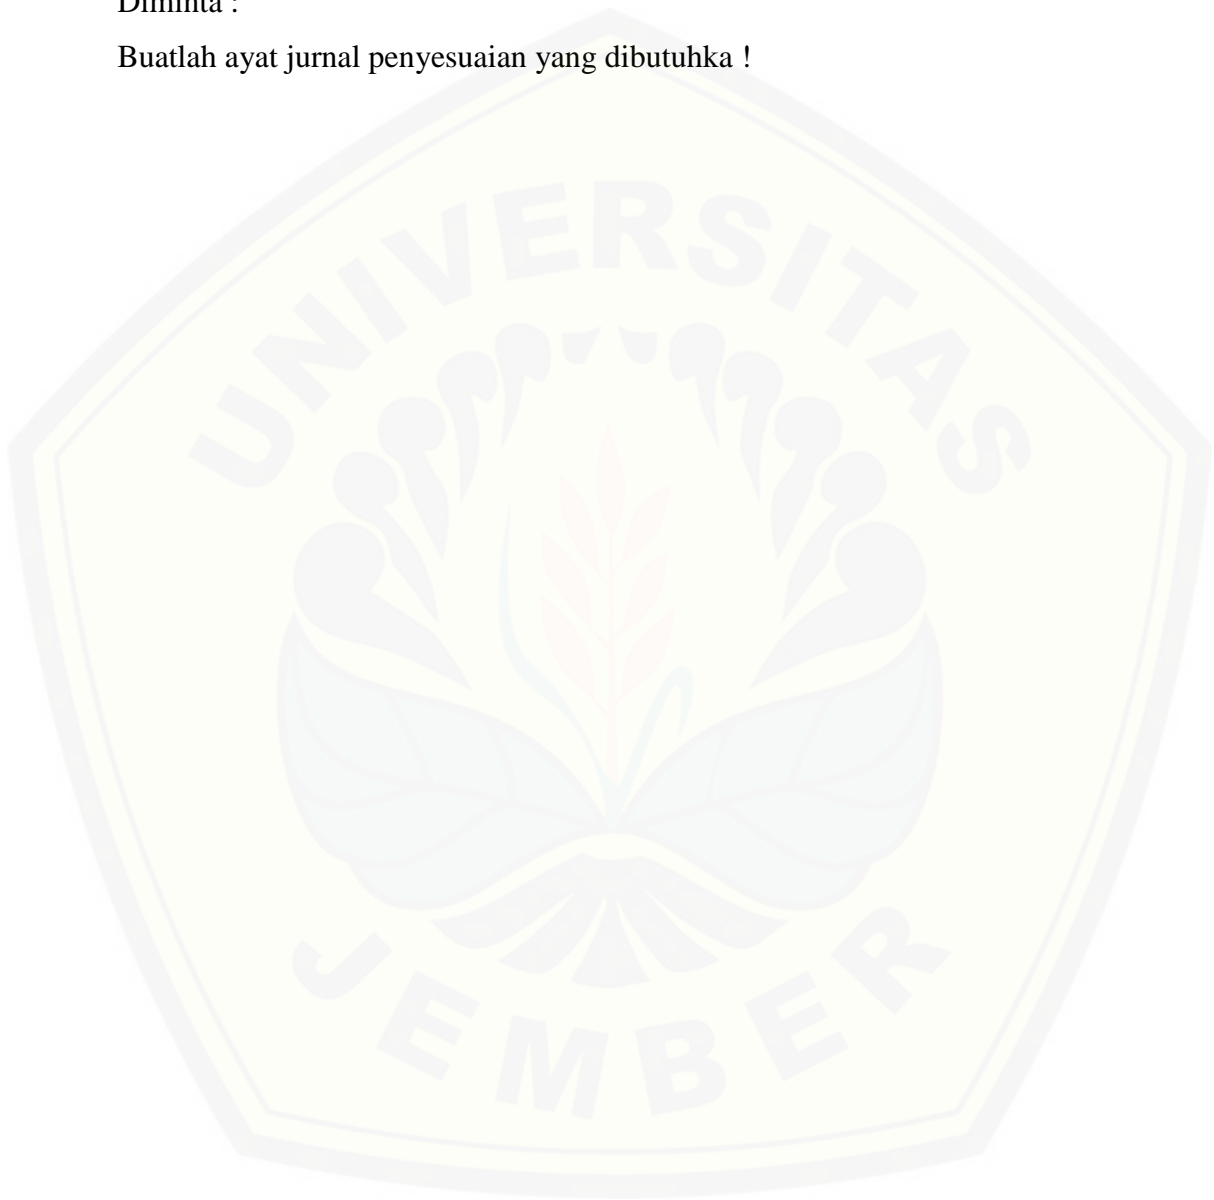 Diminta :
Buatlah ayat jurnal penyesuaian yang dibutuhka !
UNIVERSITAS
JEMBER